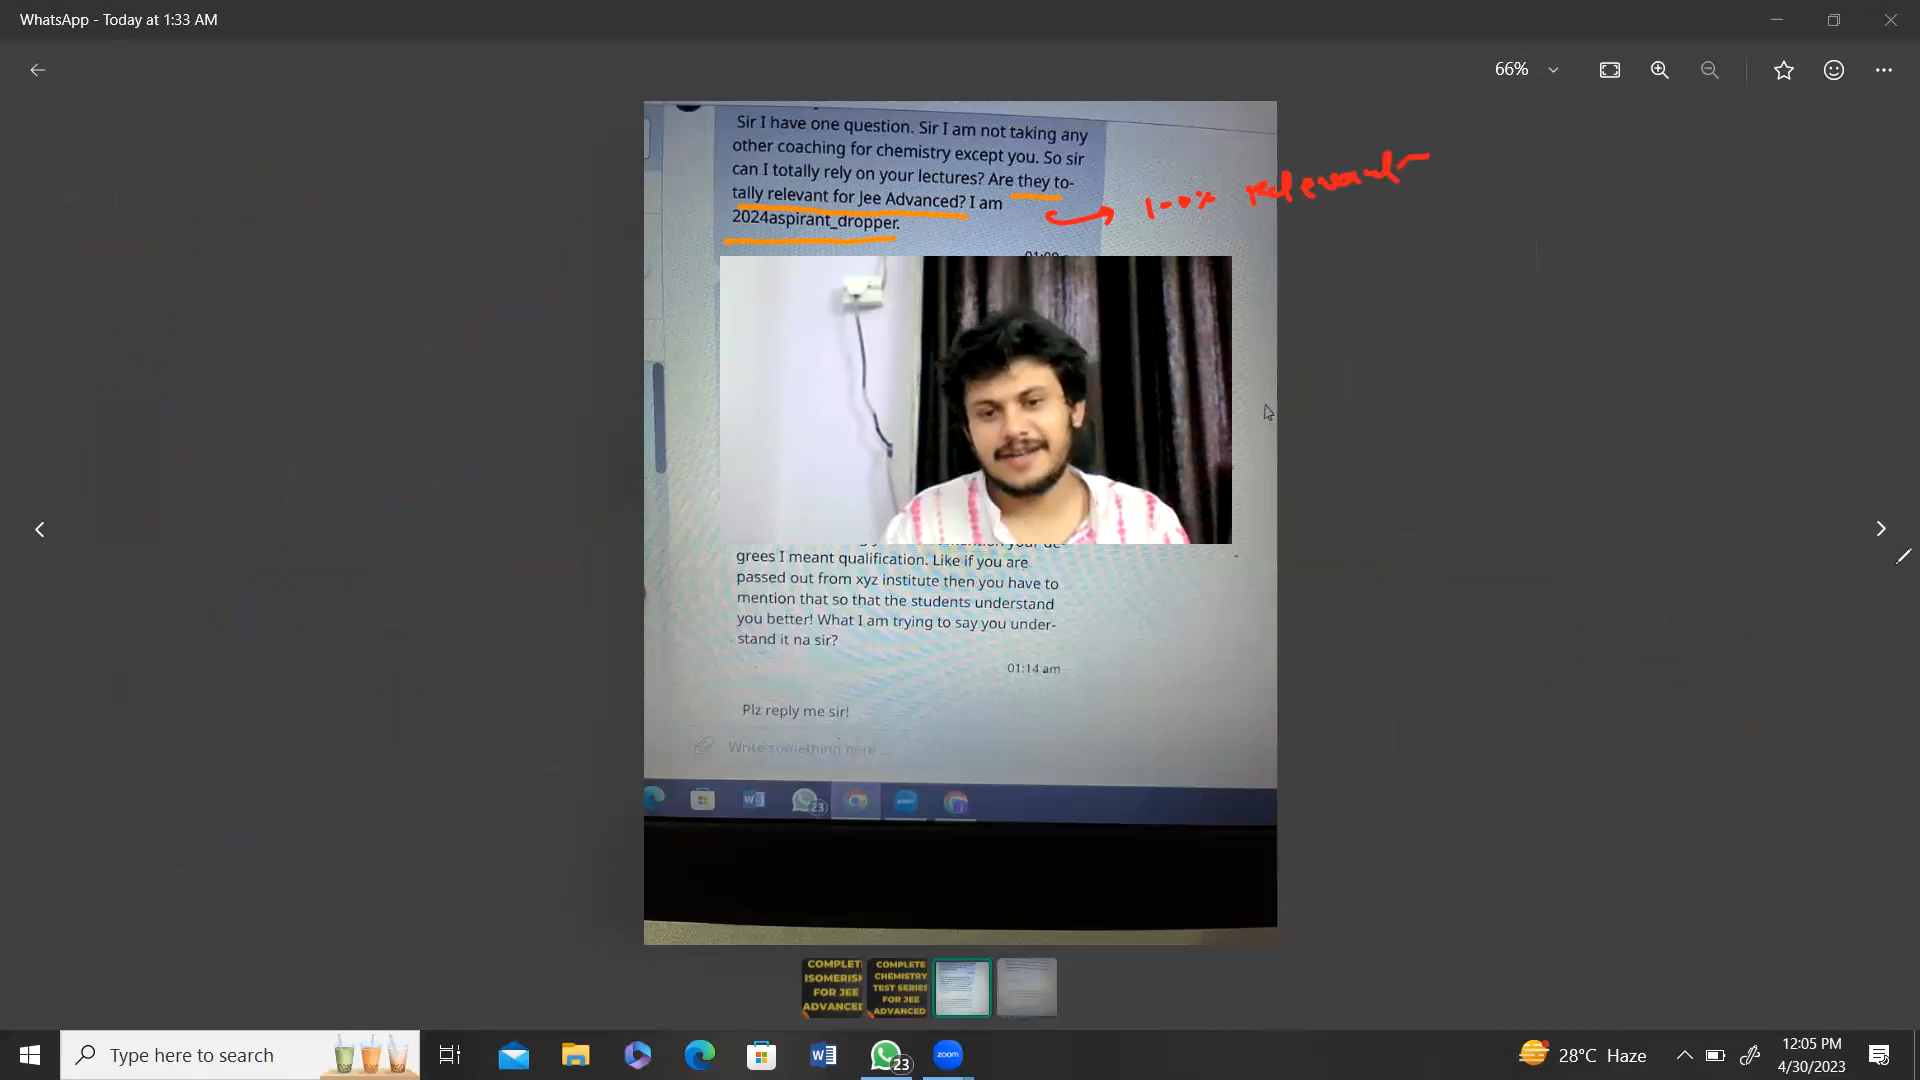 WhatsApp - Today at 1:33 AM
66%
Sir I have one question. Sir I am not taking any
other coaching for chemistry except you. So sir
can I totally rely on your lectures? Are they to-
tally relevant for Jee Advanced? I am
2024aspirant_dropper.
100% relevant
grees I meant qualification. Like if you are
passed out from xyz institute then you have to
mention that so that the students understand
you better! What I am trying to say you under-
stand it na sir?
01:14 am
Plz reply me sir!
Write something here ...
23
COMPLETE
ISOMERISM
FOR JEE
ADVANCED
COMPLETE
CHEMISTRY
TEST SERIES
FOR JEE
ADVANCED
Type here to search
23
zoom
28°C Haze
12:05 PM
4/30/2023